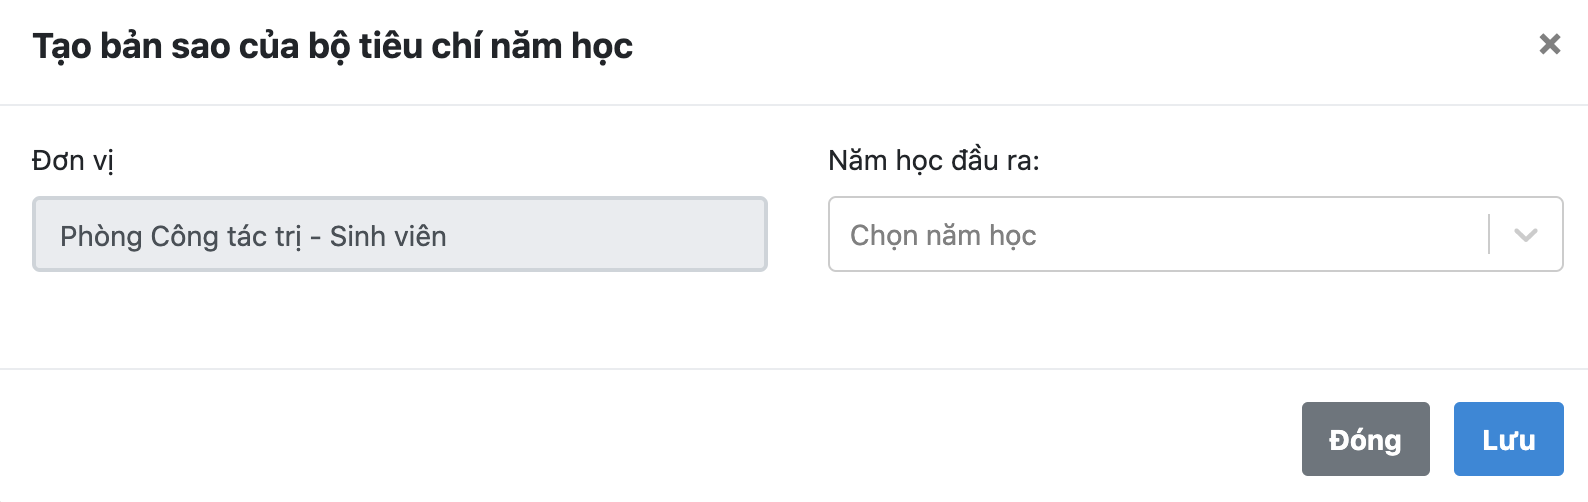 Tạo bản sao của bộ tiêu chí năm học
Đơn vị
Năm học đầu ra:
Phòng Công tác trị - Sinh viên
Chọn năm học
Đóng
Lưu